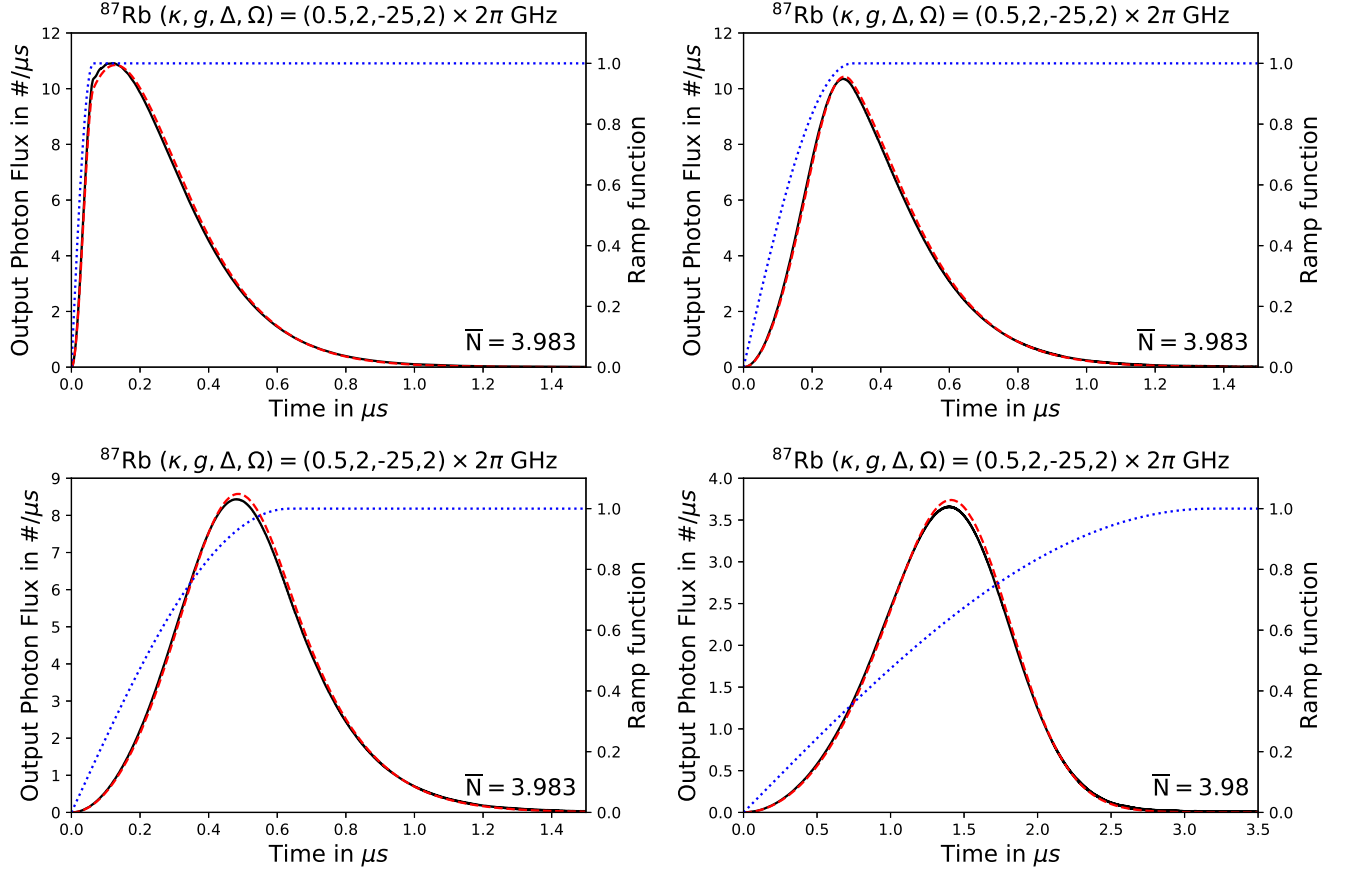 ⁸⁷Rb (κ, g, Δ, Ω) = (0.5,2,-25,2) × 2π GHz
Output Photon Flux in #/μs
12
10
8
6
4
2
0
1.0
0.8
0.6
0.4
0.2
0.0
Ramp function
N̅ = 3.983
0.0 0.2 0.4 0.6 0.8 1.0 1.2 1.4
Time in μs
⁸⁷Rb (κ, g, Δ, Ω) = (0.5,2,-25,2) × 2π GHz
Output Photon Flux in #/μs
12
10
8
6
4
2
0
1.0
0.8
0.6
0.4
0.2
0.0
Ramp function
N̅ = 3.983
0.0 0.2 0.4 0.6 0.8 1.0 1.2 1.4
Time in μs
⁸⁷Rb (κ, g, Δ, Ω) = (0.5,2,-25,2) × 2π GHz
Output Photon Flux in #/μs
9
8
7
6
5
4
3
2
1
0
1.0
0.8
0.6
0.4
0.2
0.0
Ramp function
N̅ = 3.983
0.0 0.2 0.4 0.6 0.8 1.0 1.2 1.4
Time in μs
⁸⁷Rb (κ, g, Δ, Ω) = (0.5,2,-25,2) × 2π GHz
Output Photon Flux in #/μs
4.0
3.5
3.0
2.5
2.0
1.5
1.0
0.5
0.0
1.0
0.8
0.6
0.4
0.2
0.0
Ramp function
N̅ = 3.98
0.0 0.5 1.0 1.5 2.0 2.5 3.0 3.5
Time in μs